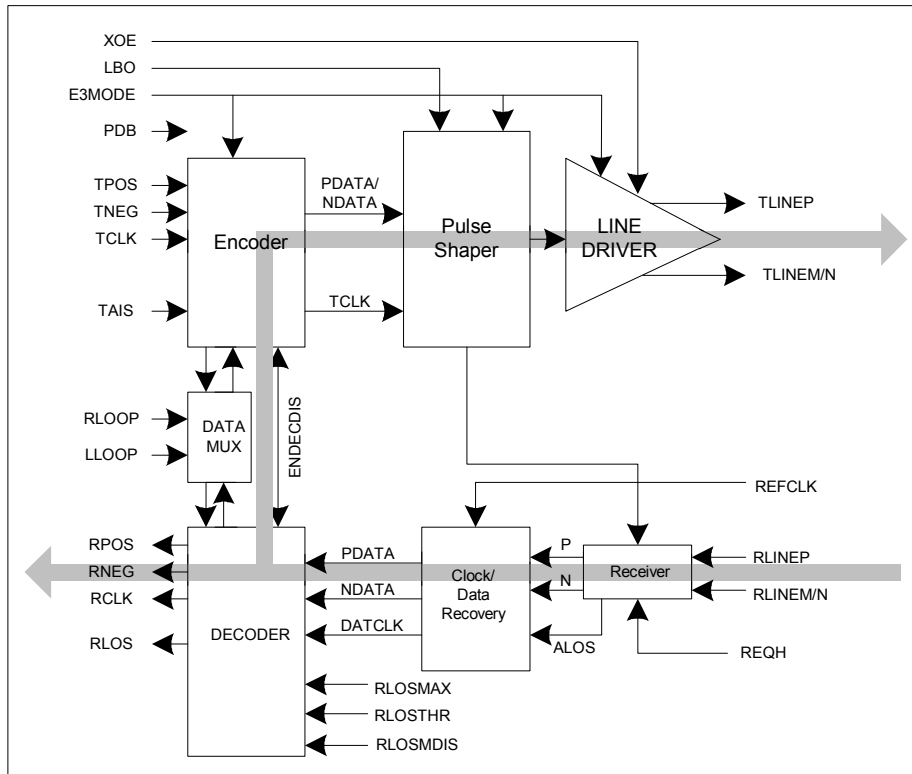 XOE
LBO
E3MODE
PDB
TPOS
TNEG
TCLK
TAIS
Encoder
PDATA/
NDATA
TCLK
Pulse
Shaper
LINE
DRIVER
TLINEP
TLINEM/N
RLOOP
LLOOP
DATA
MUX
ENDECDIS
REFCLK
RPOS
RNEG
RCLK
RLOS
DECODER
PDATA
NDATA
DATCLK
Clock/
Data
Recovery
P
N
ALOS
Receiver
RLINEP
RLINEM/N
REQH
RLOSMAX
RLOSTHR
RLOSMDIS